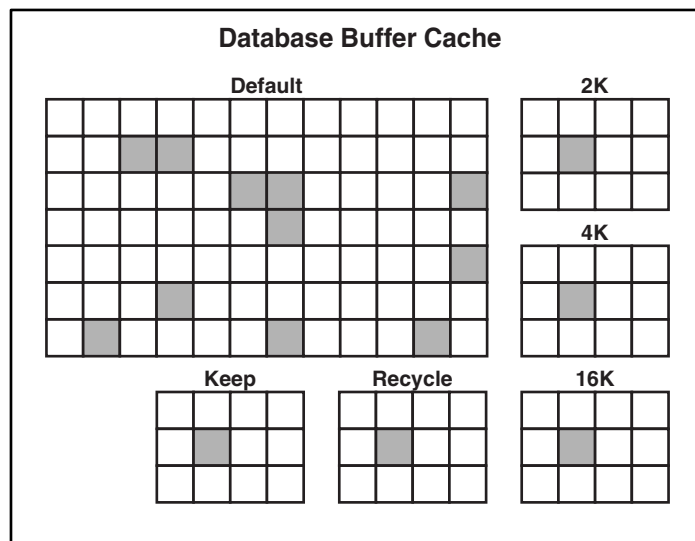 Database Buffer Cache
Default
2K
4K
Keep
Recycle
16K